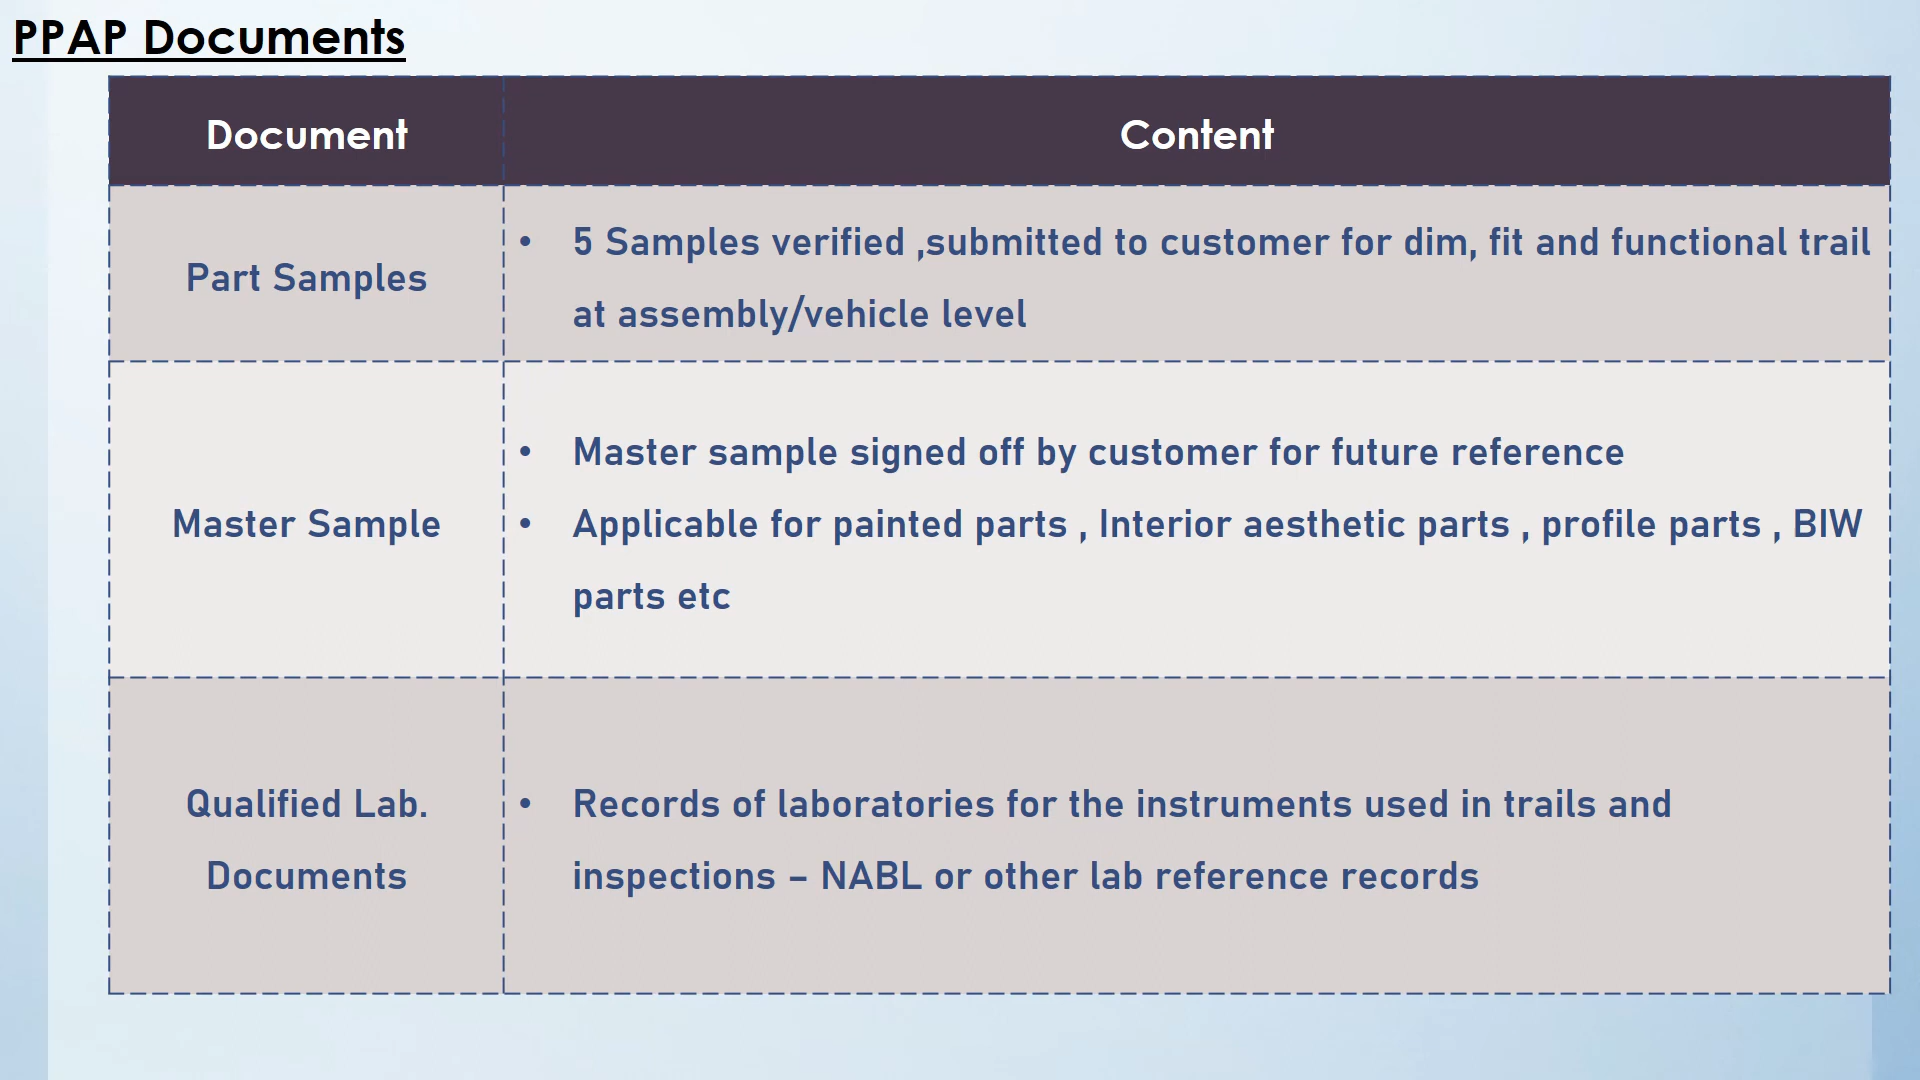 PPAP Documents
Document
Content
Part Samples
• 5 Samples verified ,submitted to customer for dim, fit and functional trail
at assembly/vehicle level
Master Sample
• Master sample signed off by customer for future reference
• Applicable for painted parts , Interior aesthetic parts , profile parts , BIW
parts etc
Qualified Lab.
Documents
• Records of laboratories for the instruments used in trails and
inspections – NABL or other lab reference records